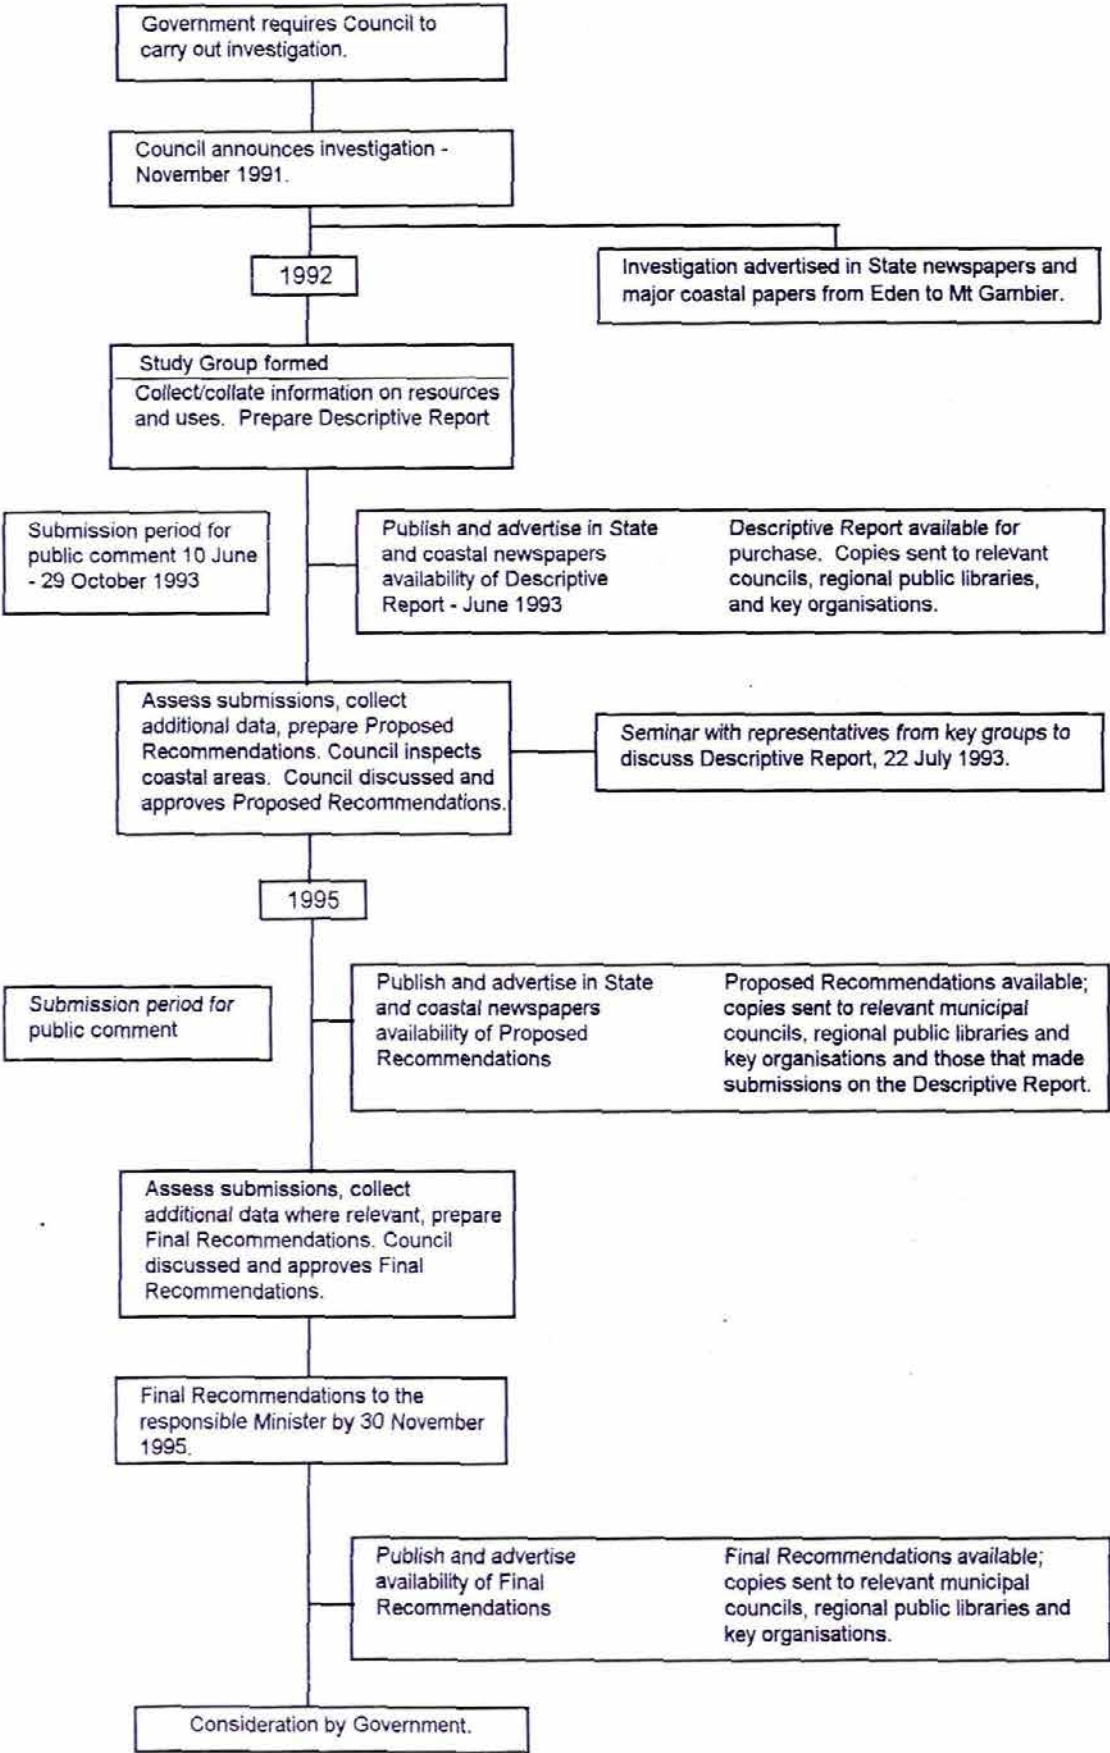 Government requires Council to
carry out investigation.
Council announces investigation -
November 1991.
1992
Investigation advertised in State newspapers and
major coastal papers from Eden to Mt Gambier.
Study Group formed
Collect/collate information on resources
and uses. Prepare Descriptive Report
Submission period for
public comment 10 June
- 29 October 1993
Publish and advertise in State
and coastal newspapers
availability of Descriptive
Report - June 1993
Descriptive Report available for
purchase. Copies sent to relevant
councils, regional public libraries,
and key organisations.
Assess submissions, collect
additional data, prepare Proposed
Recommendations. Council inspects
coastal areas. Council discussed and
approves Proposed Recommendations.
Seminar with representatives from key groups to
discuss Descriptive Report, 22 July 1993.
1995
Submission period for
public comment
Publish and advertise in State
and coastal newspapers
availability of Proposed
Recommendations
Proposed Recommendations available;
copies sent to relevant municipal
councils, regional public libraries and
key organisations and those that made
submissions on the Descriptive Report.
Assess submissions, collect
additional data where relevant, prepare
Final Recommendations. Council
discussed and approves Final
Recommendations.
Final Recommendations to the
responsible Minister by 30 November
1995.
Publish and advertise
availability of Final
Recommendations
Final Recommendations available;
copies sent to relevant municipal
councils, regional public libraries and
key organisations.
Consideration by Government.